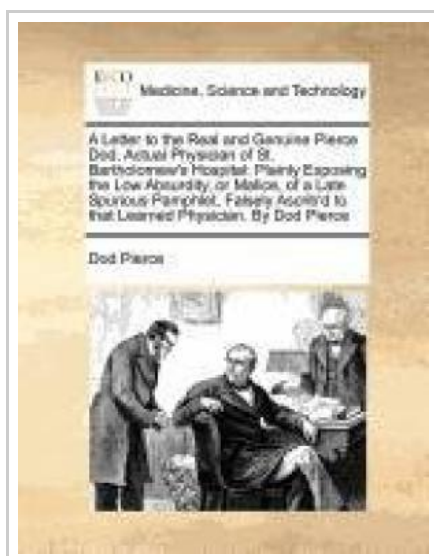 ECCO
Medicine, Science and Technology
A Letter to the Real and Genuine Pierce
Dod, Actual Physician of St.
Bartholomew's Hospital: Plainly Exposing
the Low Absurdity, or Malice, of a Late
Spurious Pamphlet, Falsely Ascrib'd to
that Learned Physician. By Dod Pierce
Dod Pierce